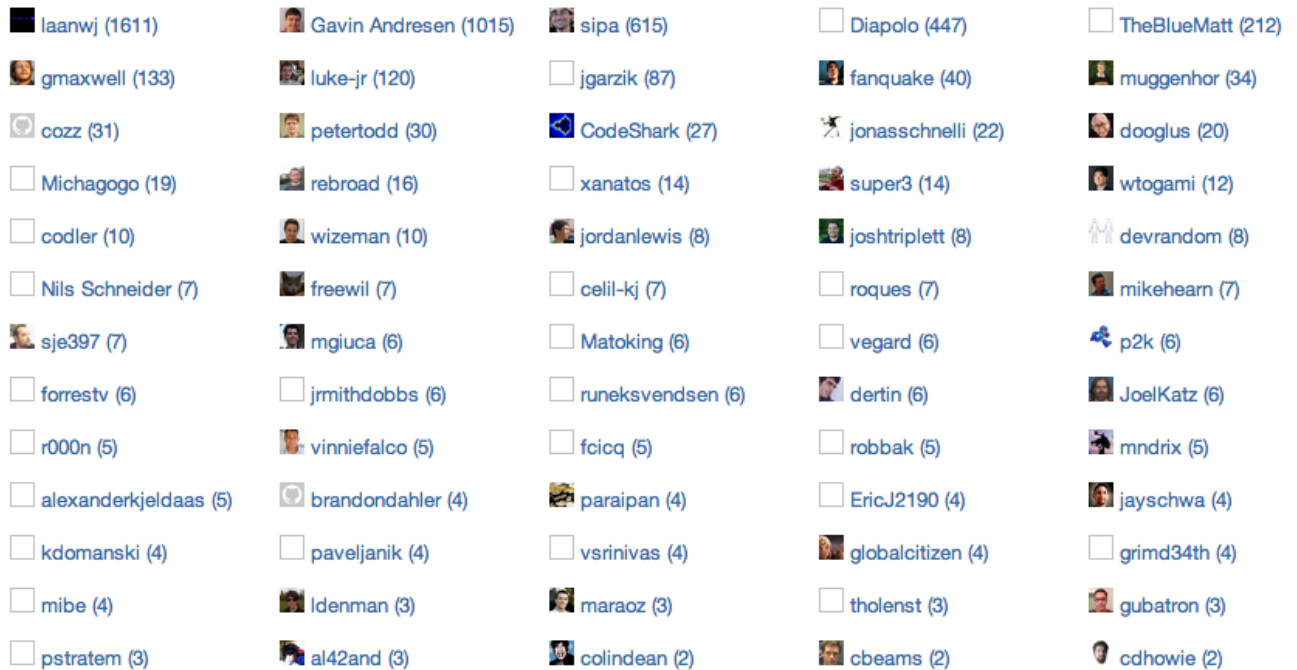 laanwj (1611) Gavin Andresen (1015) sipa (615) Diapolo (447) TheBlueMatt (212)
gmaxwell (133) luke-jr (120) jgarzik (87) fanquake (40) muggenhor (34)
cozz (31) petertodd (30) CodeShark (27) jonasschnelli (22) dooglus (20)
Michagogo (19) rebroad (16) xanatos (14) super3 (14) wtogami (12)
codler (10) wizeman (10) jordanlewis (8) joshtriplett (8) devrandom (8)
Nils Schneider (7) freewil (7) celil-kj (7) roques (7) mikehearn (7)
sje397 (7) mgiuca (6) Matoking (6) vegard (6) p2k (6)
forrestv (6) jrmithdobbs (6) runeksvendsen (6) dertin (6) JoelKatz (6)
r000n (5) vinniefalco (5) fcicq (5) robbak (5) mndrix (5)
alexanderkjeldaas (5) brandondahler (4) paraipan (4) EricJ2190 (4) jayschwa (4)
kdomanski (4) paveljanik (4) vsrinivas (4) globalcitizen (4) grimd34th (4)
mibe (4) ldenman (3) maraoz (3) tholenst (3) gubatron (3)
pstratem (3) al42and (3) colindean (2) cbeams (2) cdhowie (2)